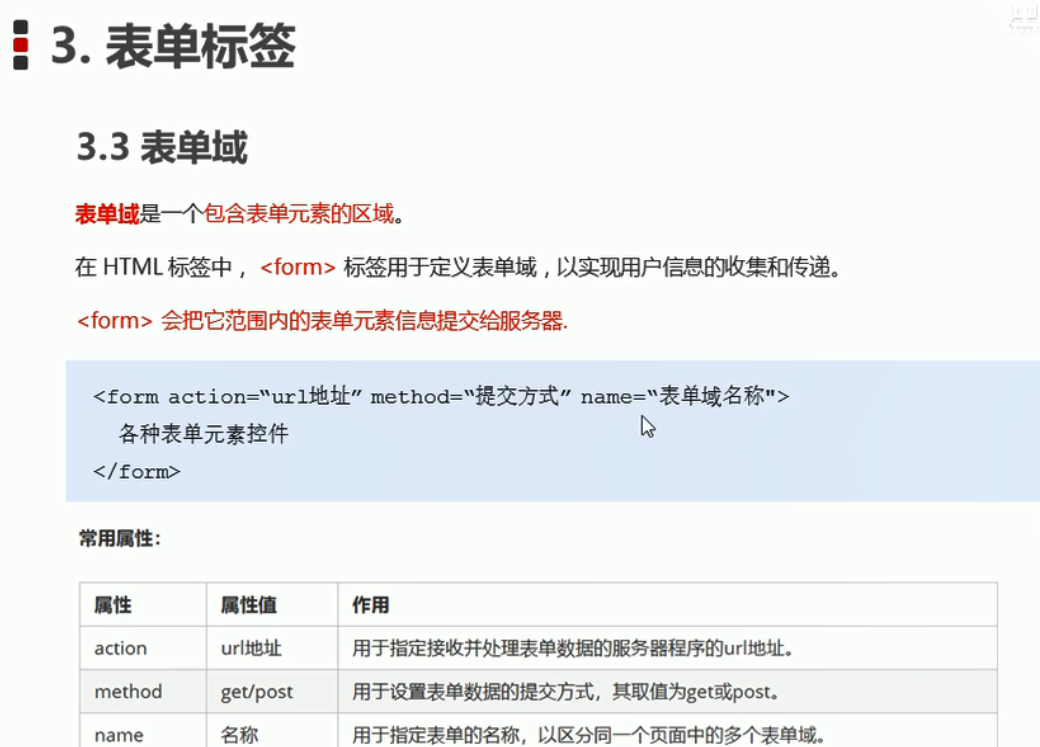 3. 表单标签
3.3 表单域
表单域是一个包含表单元素的区域。
在 HTML 标签中，<form> 标签用于定义表单域，以实现用户信息的收集和传递。
<form> 会把它范围内的表单元素信息提交给服务器.
<form action=“url地址” method=“提交方式” name=“表单域名称">
各种表单元素控件
</form>
常用属性：
属性 属性值 作用
action url地址 用于指定接收并处理表单数据的服务器程序的url地址。
method get/post 用于设置表单数据的提交方式，其取值为get或post。
name 名称 用于指定表单的名称，以区分同一个页面中的多个表单域。